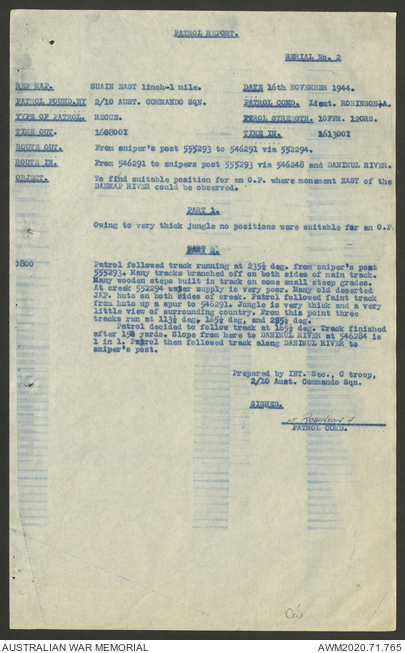 PATROL REPORT.
SERIAL No. 2
REF MAP. SUAIN EAST 1inch-1 mile. DATE 16th NOVEMBER 1944.
PATROL FOUND.BY 2/10 AUST. COMMANDO SQN. PATROL COMD. Lieut. ROBINSON.A.
TYPE OF PATROL. RECCE. PTROL STRENGTH. 1OFFR. 12ORS.
TIME OUT. 160800I TIME IN. 161300I
ROUTE OUT. From sniper's post 555293 to 546291 via 552294.
ROUTE IN. From 546291 to snipers post 555293 via 546248 and DANIMUL RIVER.
OBJECT. To find suitable position for an O.P. where movement EAST of the
DANMAP RIVER could be observed.
PART 1.
Owing to very thick jungle no positions were suitable for an O.P.
PART 2.
0800 Patrol followed track running at 235½ deg. from sniper's post
555293. Many tracks branched off on both sides of main track.
Many wooden steps built in track on some small steep grades.
At creek 552294 water supply is very poor. Many old deserted
JAP. huts on both sides of creek. Patrol followed faint track
from huts up a spur to 546291. Jungle is very thick and a very
little view of surrounding country. From this point three
tracks run at 113½ deg, 165½ deg, and deg.
Patrol decided to follow track at 165½ deg. Track finished
after 150 yards. Slope from here to DANIMUL RIVER at 546284 is
1 in 1. Patrol then followed track along DANIMUL RIVER to
sniper's post.
Prepared by INT. Sec., C troop,
2/10 Aust. Commando Sqn.
SIGNED.
Robinson A
PATROL COMD.
AUSTRALIAN WAR MEMORIAL
AWM2020.71.765